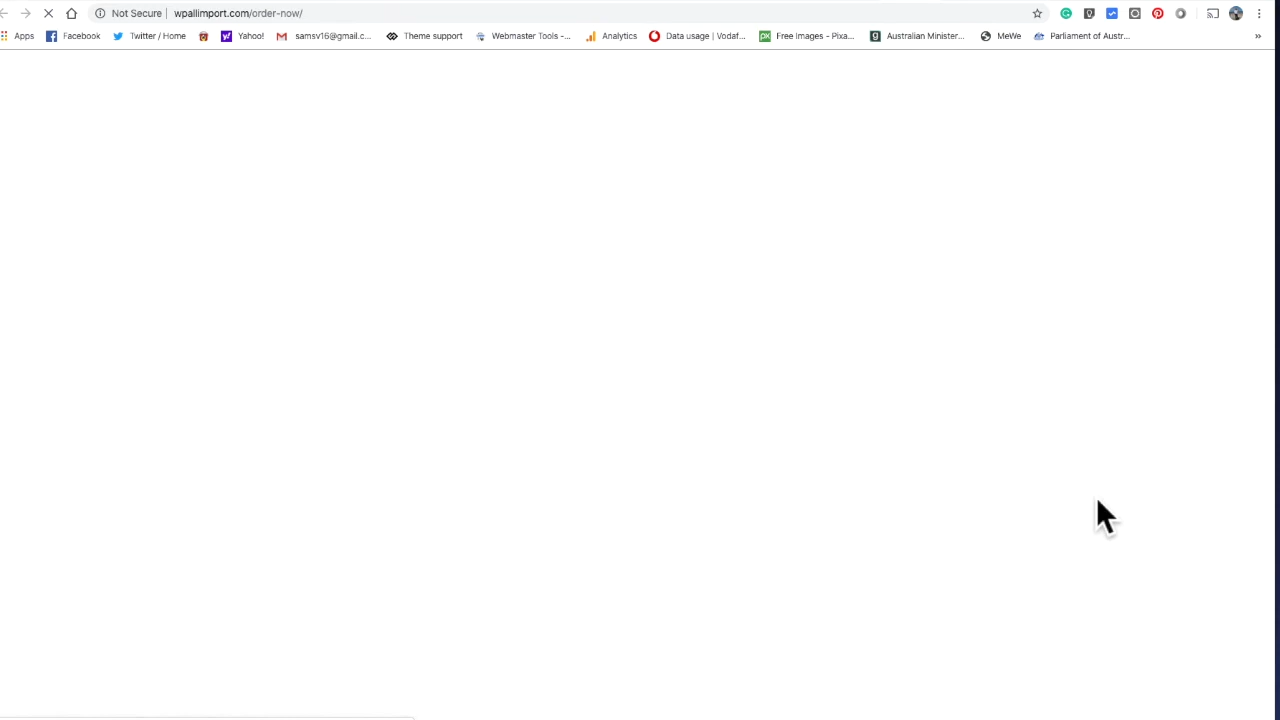 Not Secure wpallimport.com/order-now/
Apps Facebook Twitter / Home Yahoo! samsv16@gmail.c... Theme support Webmaster Tools -... Analytics Data usage | Vodaf... Free Images - Pixa... Australian Minister... MeWe Parliament of Austr... »